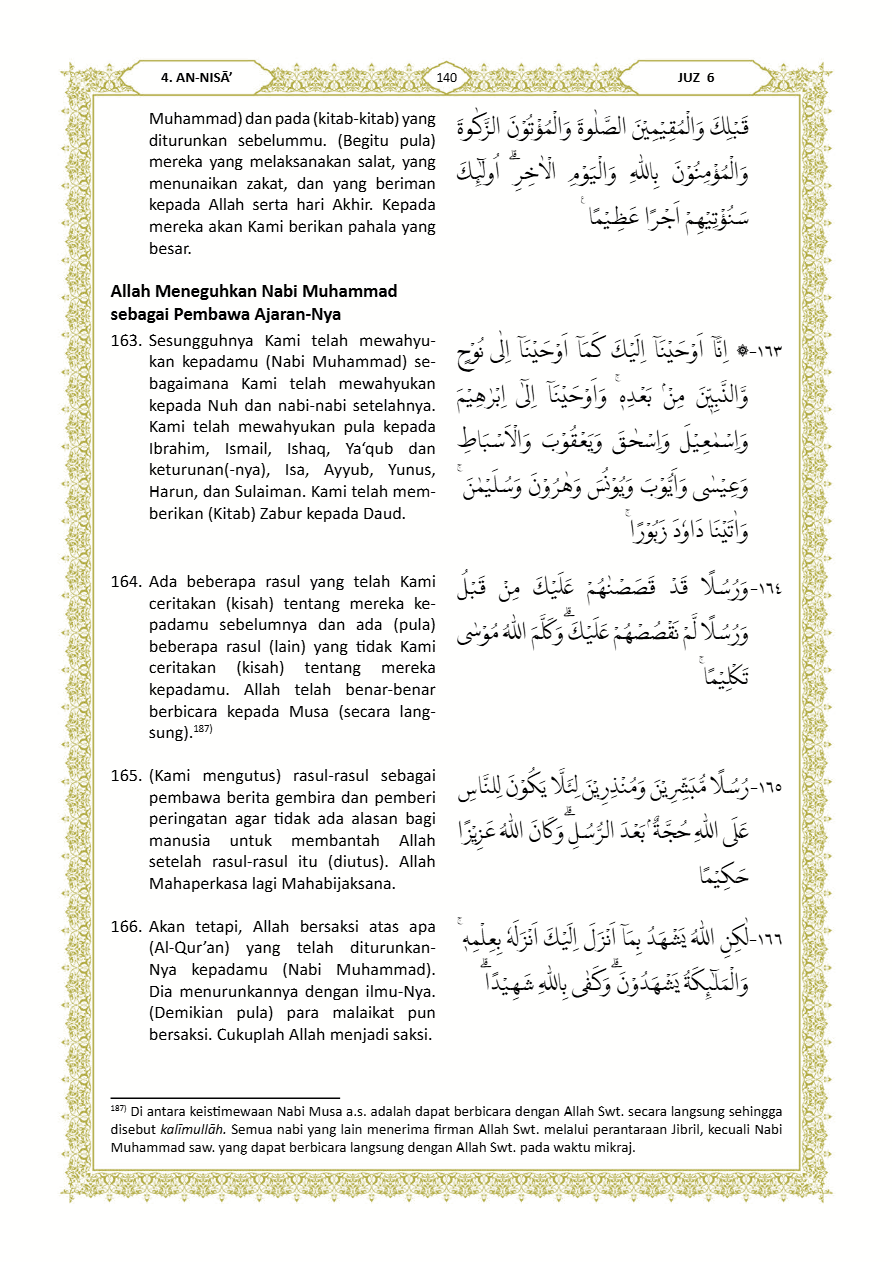 4. AN-NISĀ’
140
JUZ 6
Muhammad) dan pada (kitab-kitab) yang
diturunkan sebelummu. (Begitu pula)
mereka yang melaksanakan salat, yang
menunaikan zakat, dan yang beriman
kepada Allah serta hari Akhir. Kepada
mereka akan Kami berikan pahala yang
besar.
قَبْلِكَ وَالْمُقِيْمِيْنَ الصَّلٰوةَ وَالْمُؤْتُوْنَ الزَّكٰوةَ
وَالْمُؤْمِنُوْنَ بِاللّٰهِ وَالْيَوْمِ الْاٰخِرِۗ اُولٰۤىِٕكَ
سَنُؤْتِيْهِمْ اَجْرًا عَظِيْمًا ࣖ
Allah Meneguhkan Nabi Muhammad
sebagai Pembawa Ajaran-Nya
163. Sesungguhnya Kami telah mewahyu-
kan kepadamu (Nabi Muhammad) se-
bagaimana Kami telah mewahyukan
kepada Nuh dan nabi-nabi setelahnya.
Kami telah mewahyukan pula kepada
Ibrahim, Ismail, Ishaq, Ya‘qub dan
keturunan(-nya), Isa, Ayyub, Yunus,
Harun, dan Sulaiman. Kami telah mem-
berikan (Kitab) Zabur kepada Daud.
١٦٣- ۞ اِنَّآ اَوْحَيْنَآ اِلَيْكَ كَمَآ اَوْحَيْنَآ اِلٰى نُوْحٍ
وَّالنَّبِيّٖنَ مِنْۢ بَعْدِهٖۚ وَاَوْحَيْنَآ اِلٰٓى اِبْرٰهِيْمَ
وَاِسْمٰعِيْلَ وَاِسْحٰقَ وَيَعْقُوْبَ وَالْاَسْبَاطِ
وَعِيْسٰى وَاَيُّوْبَ وَيُوْنُسَ وَهٰرُوْنَ وَسُلَيْمٰنَۚ
وَاٰتَيْنَا دَاوٗدَ زَبُوْرًاۚ
164. Ada beberapa rasul yang telah Kami
ceritakan (kisah) tentang mereka ke-
padamu sebelumnya dan ada (pula)
beberapa rasul (lain) yang tidak Kami
ceritakan (kisah) tentang mereka
kepadamu. Allah telah benar-benar
berbicara kepada Musa (secara lang-
sung).187)
١٦٤- وَرُسُلًا قَدْ قَصَصْنٰهُمْ عَلَيْكَ مِنْ قَبْلُ
وَرُسُلًا لَّمْ نَقْصُصْهُمْ عَلَيْكَۗ وَكَلَّمَ اللّٰهُ مُوْسٰى
تَكْلِيْمًاۚ
165. (Kami mengutus) rasul-rasul sebagai
pembawa berita gembira dan pemberi
peringatan agar tidak ada alasan bagi
manusia untuk membantah Allah
setelah rasul-rasul itu (diutus). Allah
Mahaperkasa lagi Mahabijaksana.
١٦٥- رُسُلًا مُّبَشِّرِيْنَ وَمُنْذِرِيْنَ لِئَلَّا يَكُوْنَ لِلنَّاسِ
عَلَى اللّٰهِ حُجَّةٌ ۢ بَعْدَ الرُّسُلِۗ وَكَانَ اللّٰهُ عَزِيْزًا
حَكِيْمًا
166. Akan tetapi, Allah bersaksi atas apa
(Al-Qur’an) yang telah diturunkan-
Nya kepadamu (Nabi Muhammad).
Dia menurunkannya dengan ilmu-Nya.
(Demikian pula) para malaikat pun
bersaksi. Cukuplah Allah menjadi saksi.
١٦٦- لٰكِنِ اللّٰهُ يَشْهَدُ بِمَآ اَنْزَلَ اِلَيْكَ اَنْزَلَهٗ بِعِلْمِهٖۚ
وَالْمَلٰۤىِٕكَةُ يَشْهَدُوْنَۗ وَكَفٰى بِاللّٰهِ شَهِيْدًاۗ
187) Di antara keistimewaan Nabi Musa a.s. adalah dapat berbicara dengan Allah Swt. secara langsung sehingga
disebut kalīmullāh. Semua nabi yang lain menerima firman Allah Swt. melalui perantaraan Jibril, kecuali Nabi
Muhammad saw. yang dapat berbicara langsung dengan Allah Swt. pada waktu mikraj.